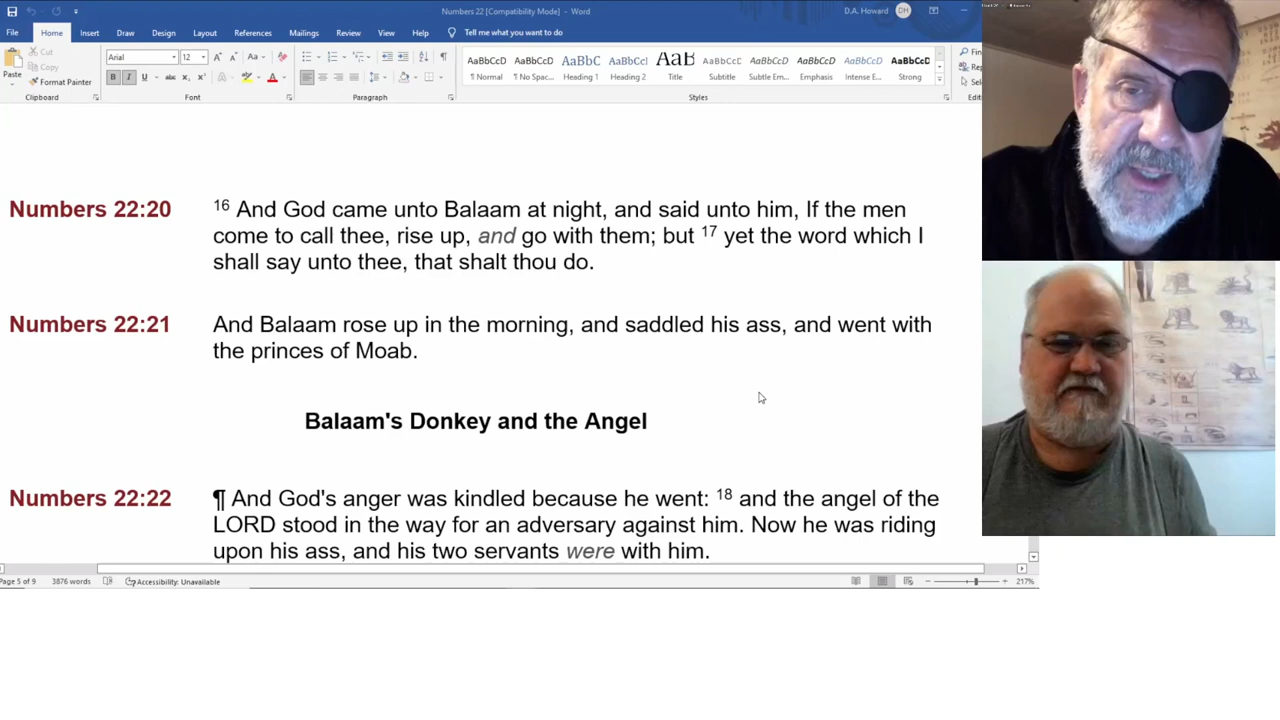 Numbers 22 [Compatibility Mode] - Word
D.A. Howard DH
File Home Insert Draw Design Layout References Mailings Review View Help Tell me what you want to do
Paste Cut Copy Format Painter
Clipboard
Arial 12
Font
Paragraph
AaBbCcD AaBbCcD AaBbC AaBbCcI AaB AaBbCcD AaBbCcD AaBbCcD AaBbCcD AaBbCcD
¶ Normal ¶ No Spac... Heading 1 Heading 2 Title Subtitle Subtle Em... Emphasis Intense E... Strong
Styles
Numbers 22:20 16 And God came unto Balaam at night, and said unto him, If the men
come to call thee, rise up, and go with them; but 17 yet the word which I
shall say unto thee, that shalt thou do.
Numbers 22:21 And Balaam rose up in the morning, and saddled his ass, and went with
the princes of Moab.
Balaam's Donkey and the Angel
Numbers 22:22 ¶ And God's anger was kindled because he went: 18 and the angel of the
LORD stood in the way for an adversary against him. Now he was riding
upon his ass, and his two servants were with him.
Page 5 of 9 3876 words Accessibility: Unavailable 217%